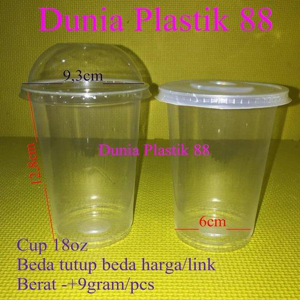 Dunia Plastik 88
9,3cm
12,8cm
Dunia Plastik 88
6cm
Cup 18oz
Beda tutup beda harga/link
Berat -+9gram/pcs